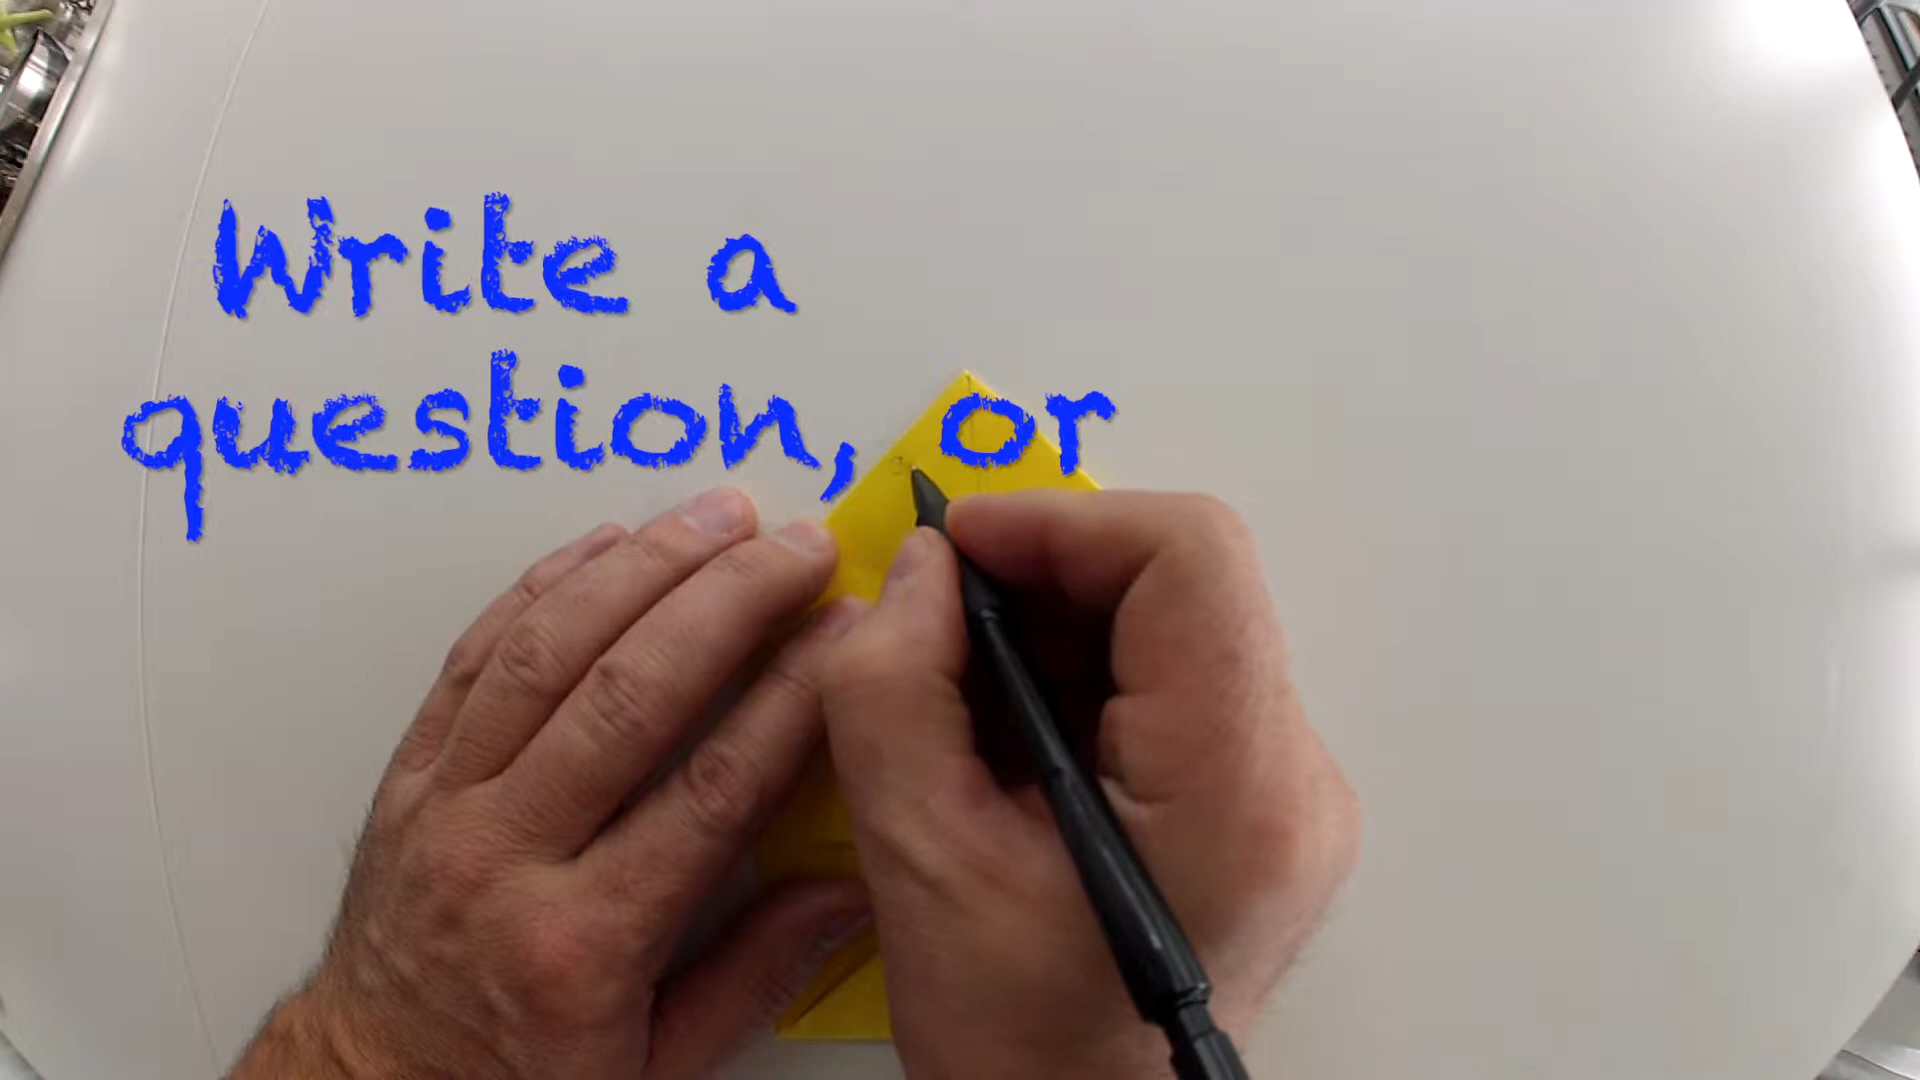 Write a
question, or